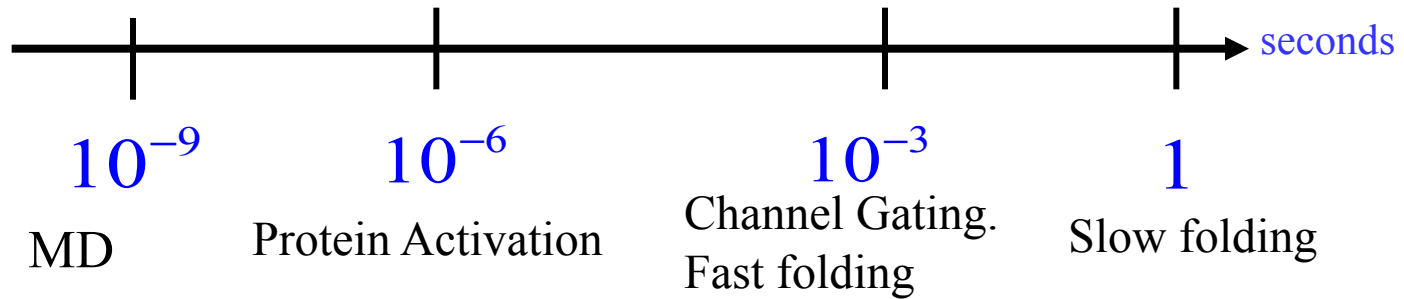 seconds
10⁻⁹ 10⁻⁶ 10⁻³ 1
MD
Protein Activation
Channel Gating.
Fast folding
Slow folding